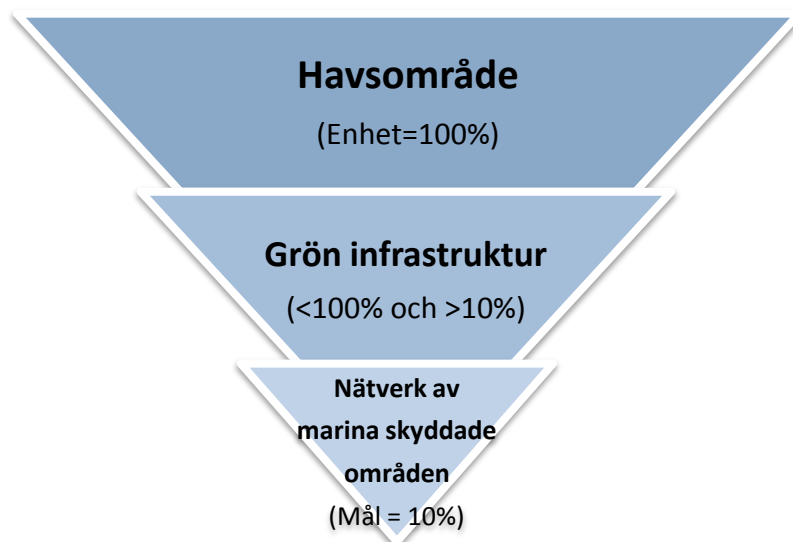 Havsområde
(Enhet=100%)
Grön infrastruktur
(<100% och >10%)
Nätverk av
marina skyddade
områden
(Mål = 10%)